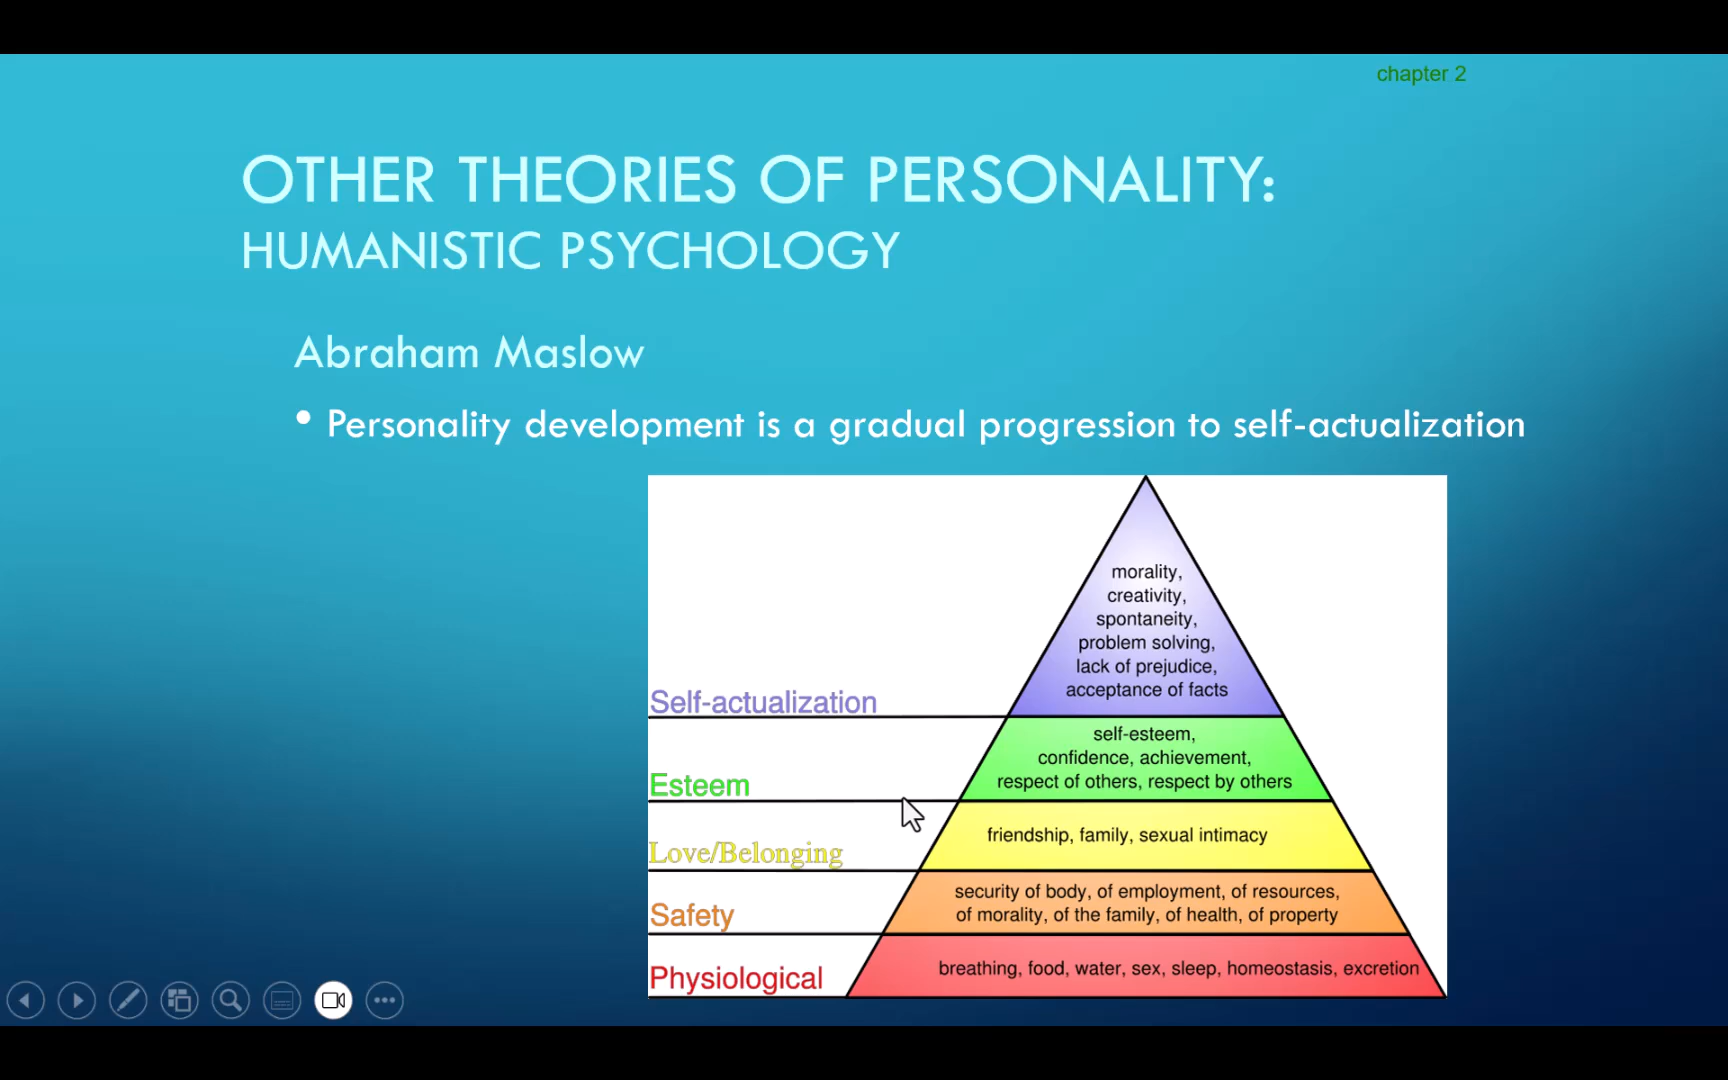 chapter 2
OTHER THEORIES OF PERSONALITY:
HUMANISTIC PSYCHOLOGY
Abraham Maslow
• Personality development is a gradual progression to self-actualization
morality,
creativity,
spontaneity,
problem solving,
lack of prejudice,
acceptance of facts
Self-actualization
self-esteem,
confidence, achievement,
respect of others, respect by others
Esteem
friendship, family, sexual intimacy
Love/Belonging
security of body, of employment, of resources,
of morality, of the family, of health, of property
Safety
breathing, food, water, sex, sleep, homeostasis, excretion
Physiological